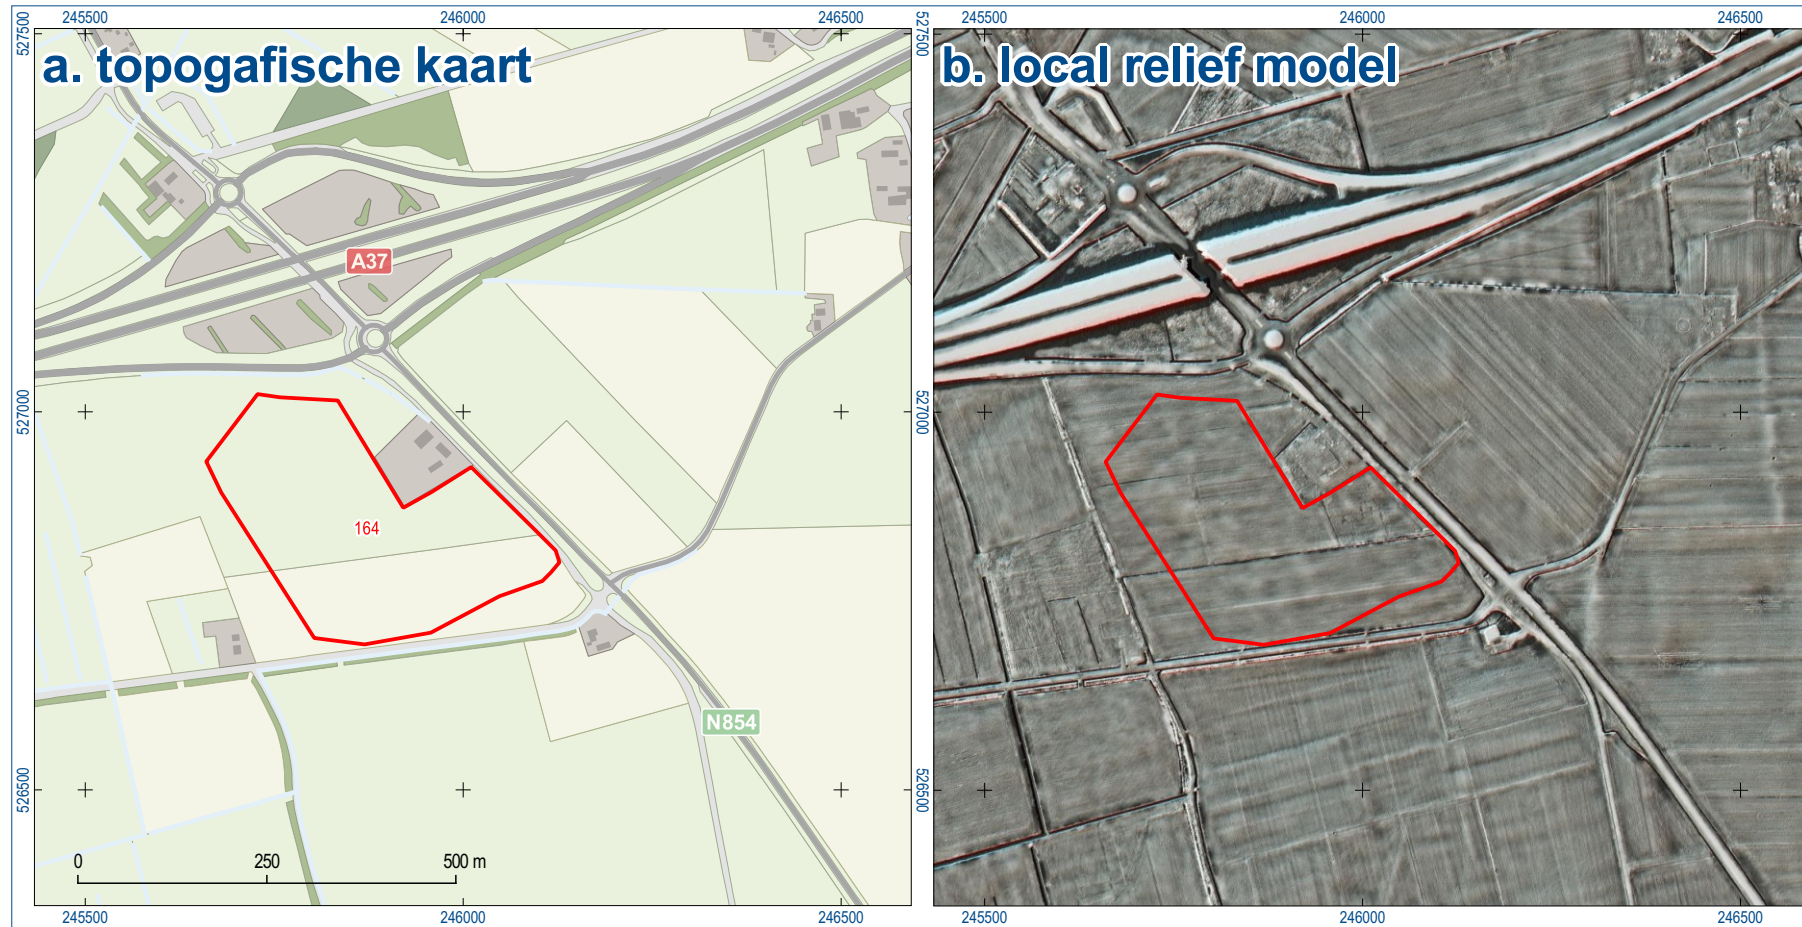 245500 246000 246500 245500 246000 246500
527500 527500
a. topogafische kaart b. local relief model
A37
527000 527000
164
N854
526500 526500
0 250 500 m
245500 246000 246500 245500 246000 246500